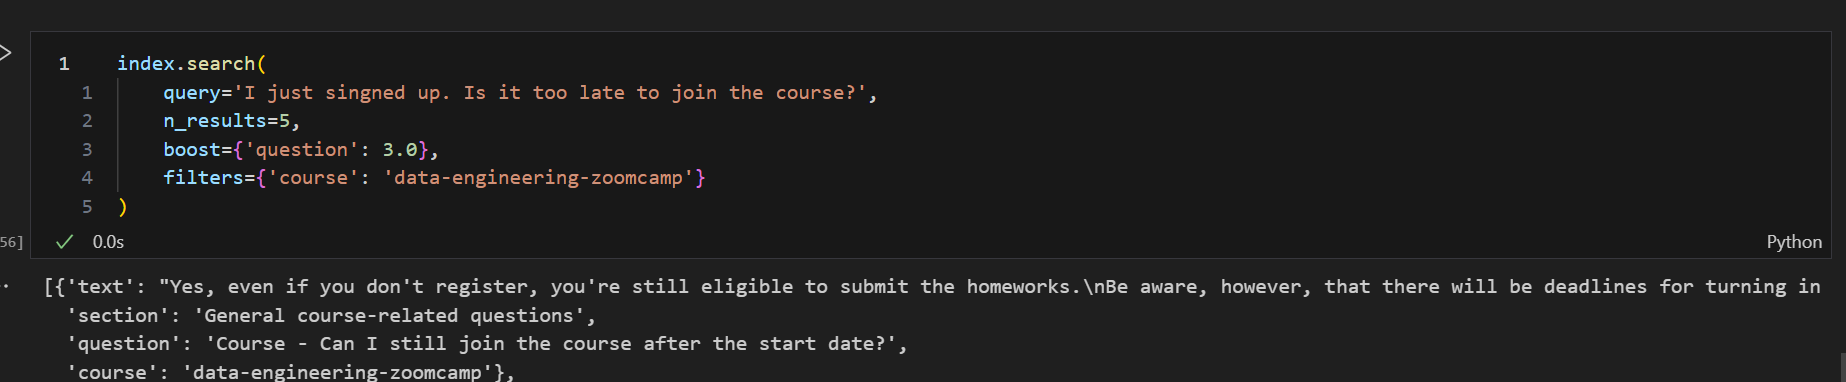 1 index.search(
1 query='I just singned up. Is it too late to join the course?',
2 n_results=5,
3 boost={'question': 3.0},
4 filters={'course': 'data-engineering-zoomcamp'}
5 )
56] 0.0s Python
[{'text': "Yes, even if you don't register, you're still eligible to submit the homeworks.\nBe aware, however, that there will be deadlines for turning in
'section': 'General course-related questions',
'question': 'Course - Can I still join the course after the start date?',
'course': 'data-engineering-zoomcamp'},